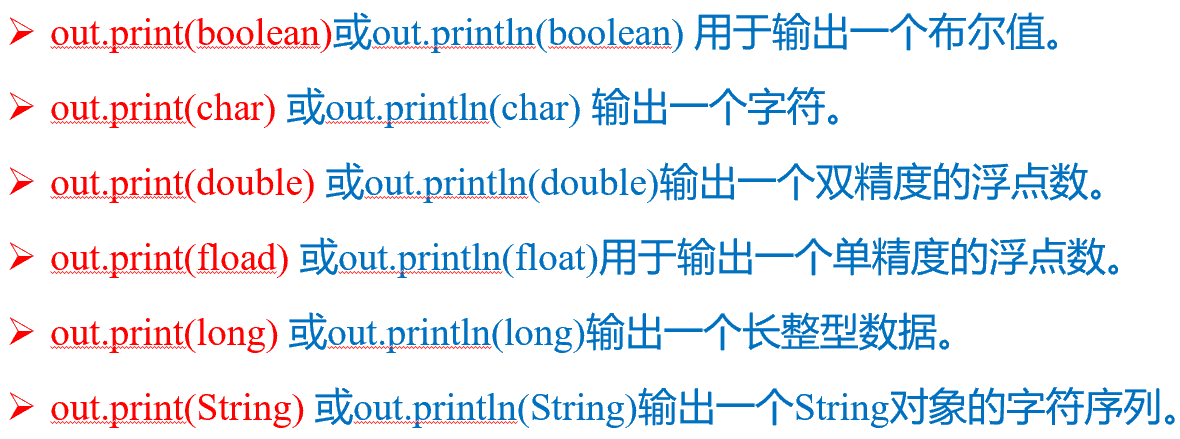 ➢ out.print(boolean)或out.println(boolean) 用于输出一个布尔值。
➢ out.print(char) 或out.println(char) 输出一个字符。
➢ out.print(double) 或out.println(double)输出一个双精度的浮点数。
➢ out.print(fload) 或out.println(float)用于输出一个单精度的浮点数。
➢ out.print(long) 或out.println(long)输出一个长整型数据。
➢ out.print(String) 或out.println(String)输出一个String对象的字符序列。